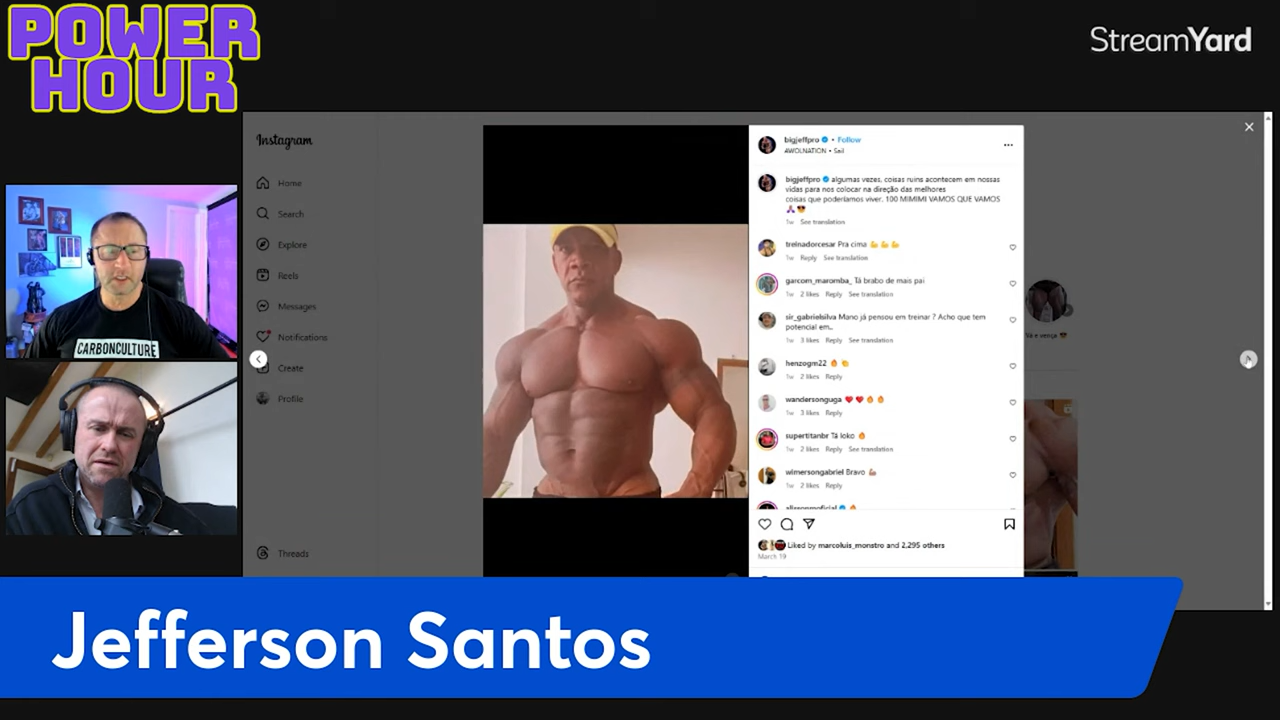 POWER
HOUR
StreamYard
CARBONCULTURE
Instagram
Home
Search
Explore
Reels
Messages
Notifications
Create
Profile
Threads
bigjeffpro • Follow
AWOLNATION • Sail
bigjeffpro algumas vezes, coisas ruins acontecem em nossas
vidas para nos colocar na direção das melhores
coisas que poderíamos viver. 100 MIMIMI VAMOS QUE VAMOS
🙏🏿😎
1w See translation
treinadorcesar Pra cima 💪💪💪
1w Reply See translation
garcom_maromba_ Tá brabo de mais pai
1w 2 likes Reply See translation
sir_gabrielsilva Mano já pensou em treinar ? Acho que tem
potencial em..
1w 3 likes Reply See translation
henzogm22 🔥 👏
1w 2 likes Reply
wandersonguga ❤️ ❤️ 🔥 🔥
1w 3 likes Reply
supertitanbr Tá loko 🔥
1w 2 likes Reply See translation
wimersongabriel Bravo 💪🏽
1w 2 likes Reply
Liked by marcoluis_monstro and 2,295 others
March 19
Jefferson Santos